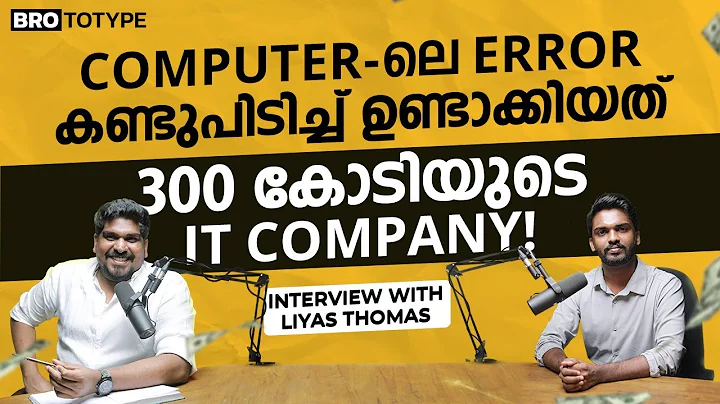 BROTOTYPE
COMPUTER-ലെ ERROR
കണ്ടുപിടിച്ച് ഉണ്ടാക്കിയത്
300 കോടിയുടെ
IT COMPANY!
INTERVIEW WITH
LIYAS THOMAS